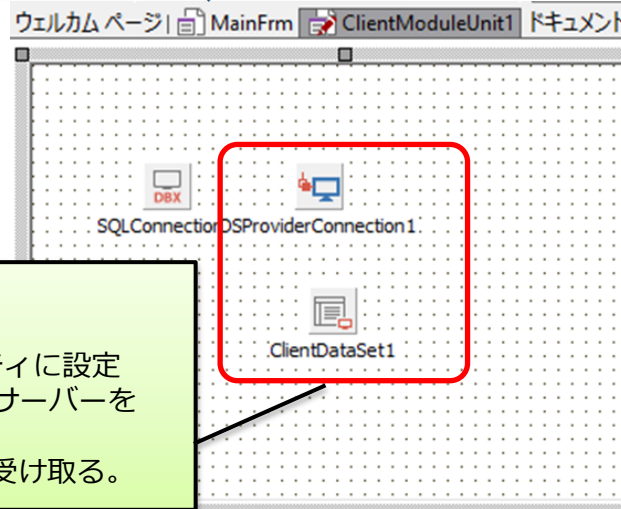 ウェルカム ページ MainFrm ClientModuleUnit1 ドキュメント
DBX
SQLConnection DSProviderConnection1
ClientDataSet1
ティに設定
サーバーを
受け取る。